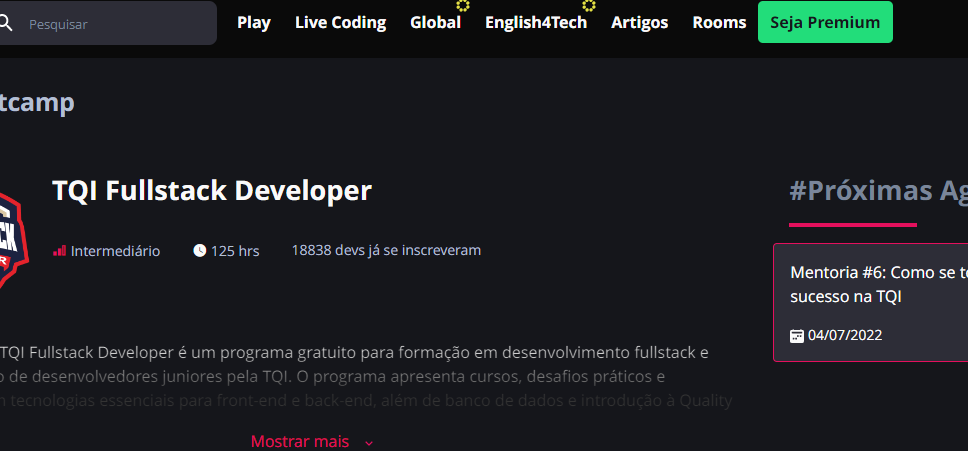 Pesquisar
Play Live Coding Global English4Tech Artigos Rooms Seja Premium
tcamp
TQI Fullstack Developer
Intermediário 125 hrs 18838 devs já se inscreveram
TQI Fullstack Developer é um programa gratuito para formação em desenvolvimento fullstack e
o de desenvolvedores juniores pela TQI. O programa apresenta cursos, desafios práticos e
tecnologias essenciais para front-end e back-end, além de banco de dados e introdução à Quality
Mostrar mais
#Próximas Ag
Mentoria #6: Como se to
sucesso na TQI
04/07/2022